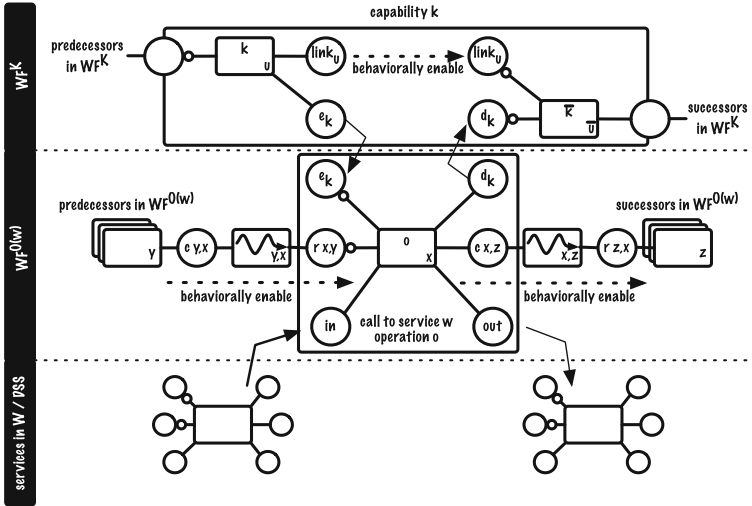 capability k
predecessors
in WF^K
k
u
link_u
behaviorally enable
link_u
e_k
d_k
k̅
u̅
successors
in WF^K
WF^K
e_k
d_k
predecessors in WF^O(w)
successors in WF^O(w)
y
c y,x
y,x
r x,y
o
x
c x,z
x,z
r z,x
z
behaviorally enable
behaviorally enable
in
call to service w
operation o
out
WF^O(w)
services in W / DSS